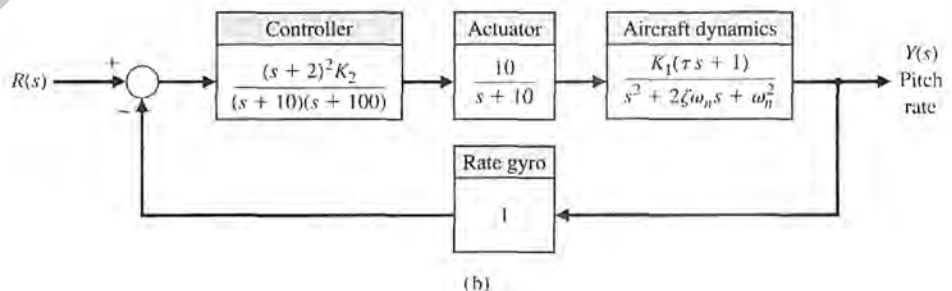 Controller
Actuator
Aircraft dynamics
R(s)
+
−
(s + 2)²K₂
(s + 10)(s + 100)
10
s + 10
K₁(τs + 1)
s² + 2ζωₙs + ωₙ²
Y(s)
Pitch
rate
Rate gyro
1
(b)